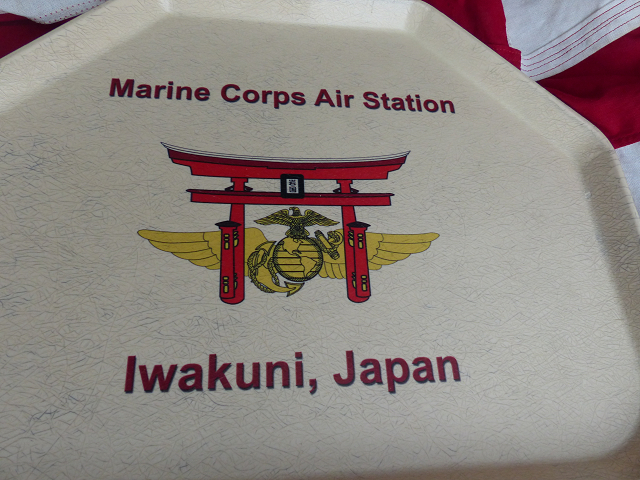 Marine Corps Air Station
Iwakuni, Japan